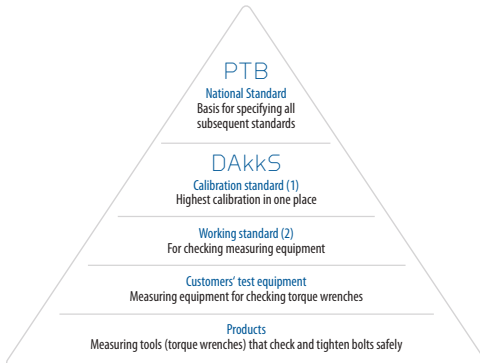 PTB
National Standard
Basis for specifying all
subsequent standards
DAkkS
Calibration standard (1)
Highest calibration in one place
Working standard (2)
For checking measuring equipment
Customers' test equipment
Measuring equipment for checking torque wrenches
Products
Measuring tools (torque wrenches) that check and tighten bolts safely